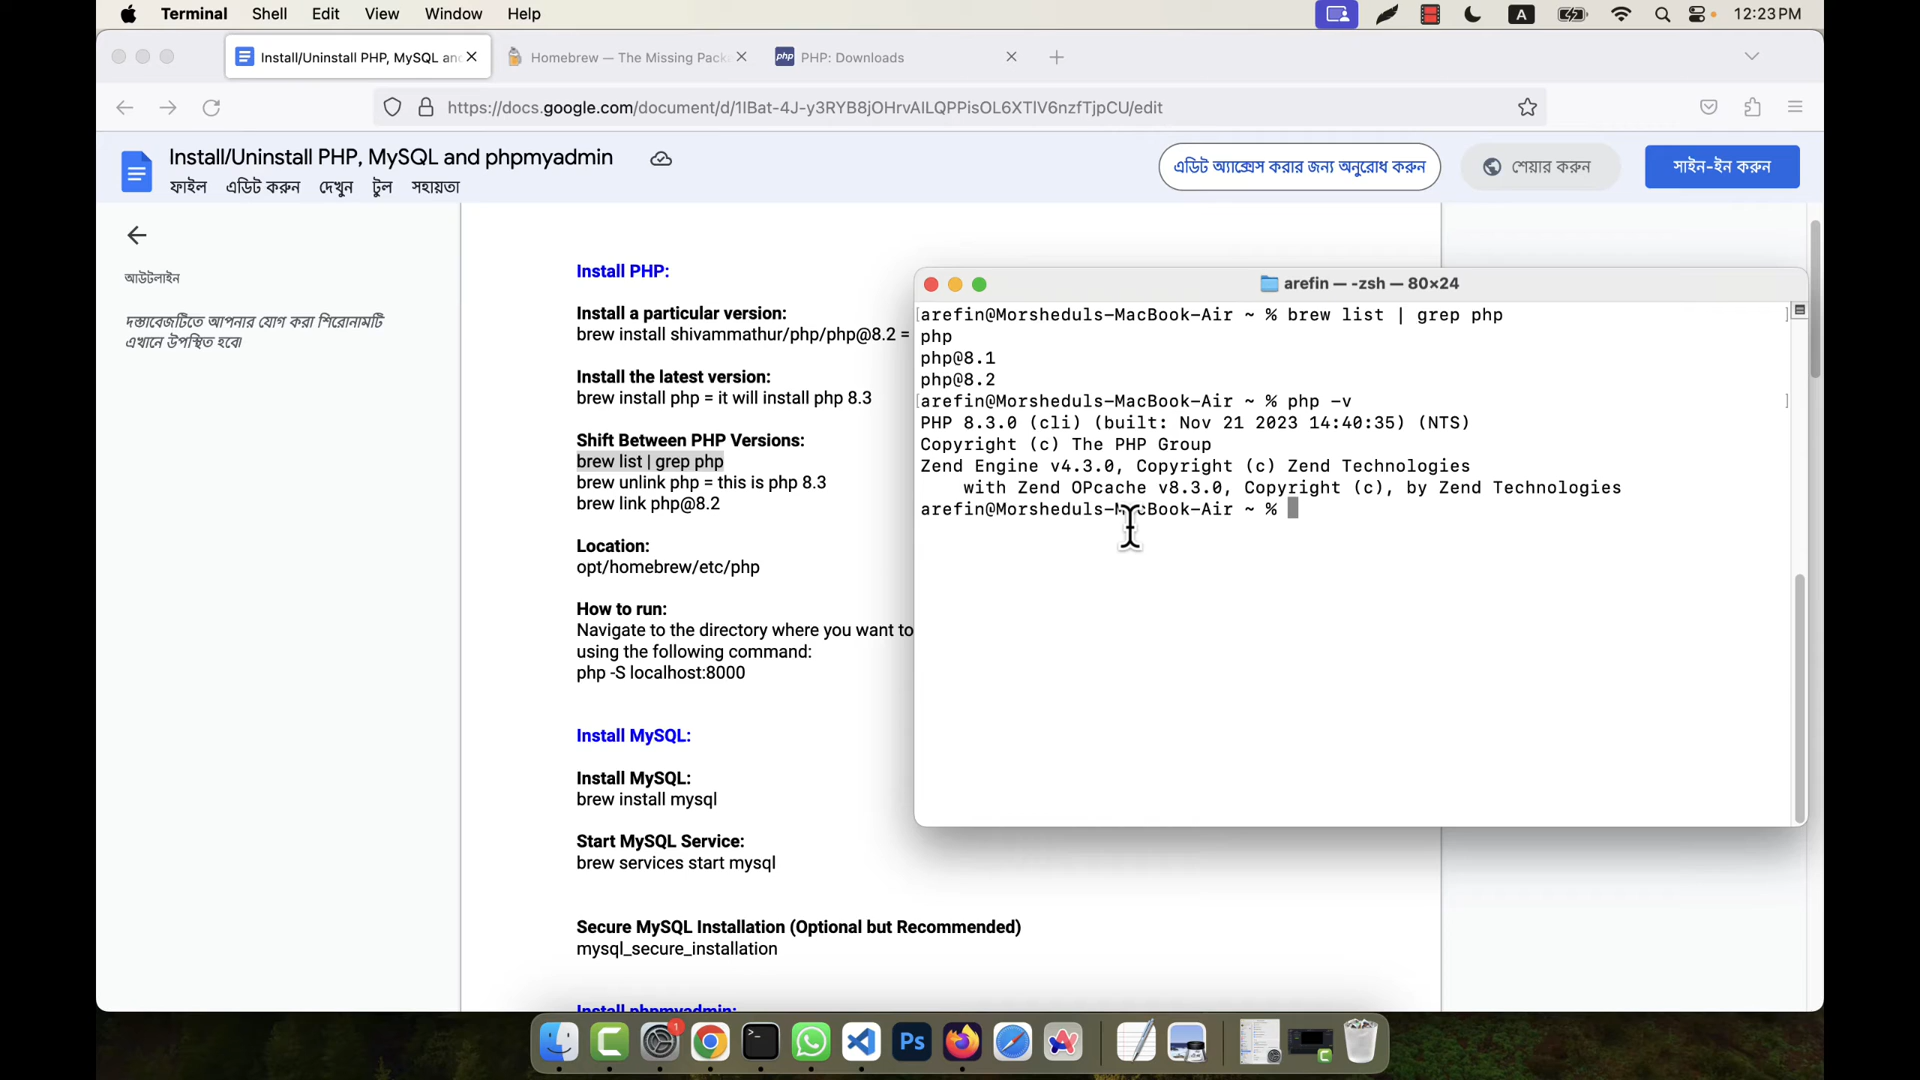 Terminal Shell Edit View Window Help
A
12:23 PM
Install/Uninstall PHP, MySQL and
Homebrew — The Missing Packa
php PHP: Downloads
https://docs.google.com/document/d/1IBat-4J-y3RYB8jOHrvAILQPPisOL6XTIV6nzfTjpCU/edit
Install/Uninstall PHP, MySQL and phpmyadmin
ফাইল এডিট করুন দেখুন টুল সহায়তা
এডিট অ্যাক্সেস করার জন্য অনুরোধ করুন
শেয়ার করুন
সাইন-ইন করুন
আউটলাইন
দস্তাবেজটিতে আপনার যোগ করা শিরোনামটি
এখানে উপস্থিত হবে৷
Install PHP:
Install a particular version:
brew install shivammathur/php/php@8.2 =
Install the latest version:
brew install php = it will install php 8.3
Shift Between PHP Versions:
brew list | grep php
brew unlink php = this is php 8.3
brew link php@8.2
Location:
opt/homebrew/etc/php
How to run:
Navigate to the directory where you want to
using the following command:
php -S localhost:8000
Install MySQL:
Install MySQL:
brew install mysql
Start MySQL Service:
brew services start mysql
Secure MySQL Installation (Optional but Recommended)
mysql_secure_installation
Install phpmyadmin:
arefin — -zsh — 80×24
arefin@Morsheduls-MacBook-Air ~ % brew list | grep php
php
php@8.1
php@8.2
arefin@Morsheduls-MacBook-Air ~ % php -v
PHP 8.3.0 (cli) (built: Nov 21 2023 14:40:35) (NTS)
Copyright (c) The PHP Group
Zend Engine v4.3.0, Copyright (c) Zend Technologies
with Zend OPcache v8.3.0, Copyright (c), by Zend Technologies
arefin@Morsheduls-MacBook-Air ~ %
1
Ps